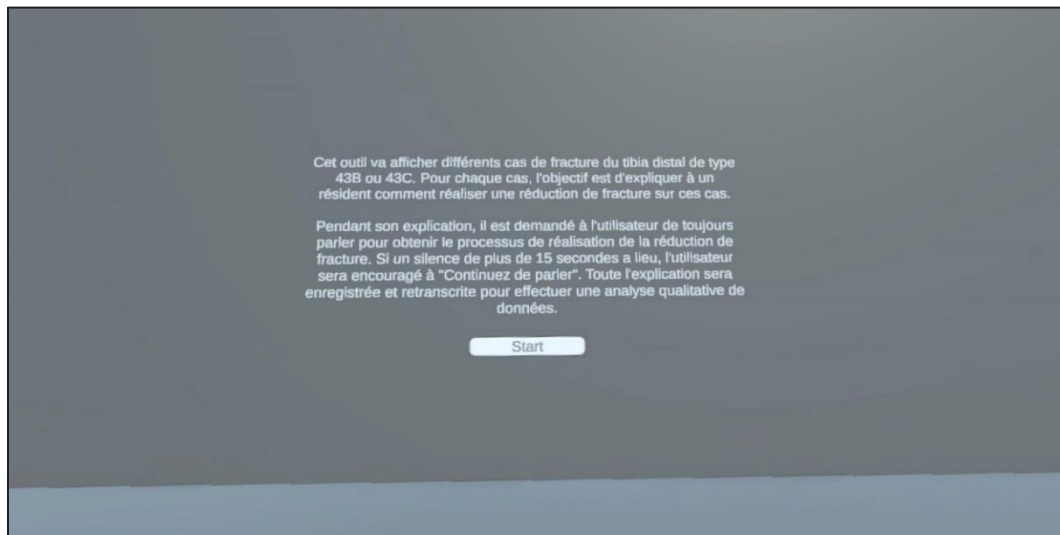 Cet outil va afficher différents cas de fracture du tibia distal de type
43B ou 43C. Pour chaque cas, l'objectif est d'expliquer à un
résident comment réaliser une réduction de fracture sur ces cas.
Pendant son explication, il est demandé à l'utilisateur de toujours
parler pour obtenir le processus de réalisation de la réduction de
fracture. Si un silence de plus de 15 secondes a lieu, l'utilisateur
sera encouragé à "Continuez de parler". Toute l'explication sera
enregistrée et retranscrite pour effectuer une analyse qualitative de
données.
Start